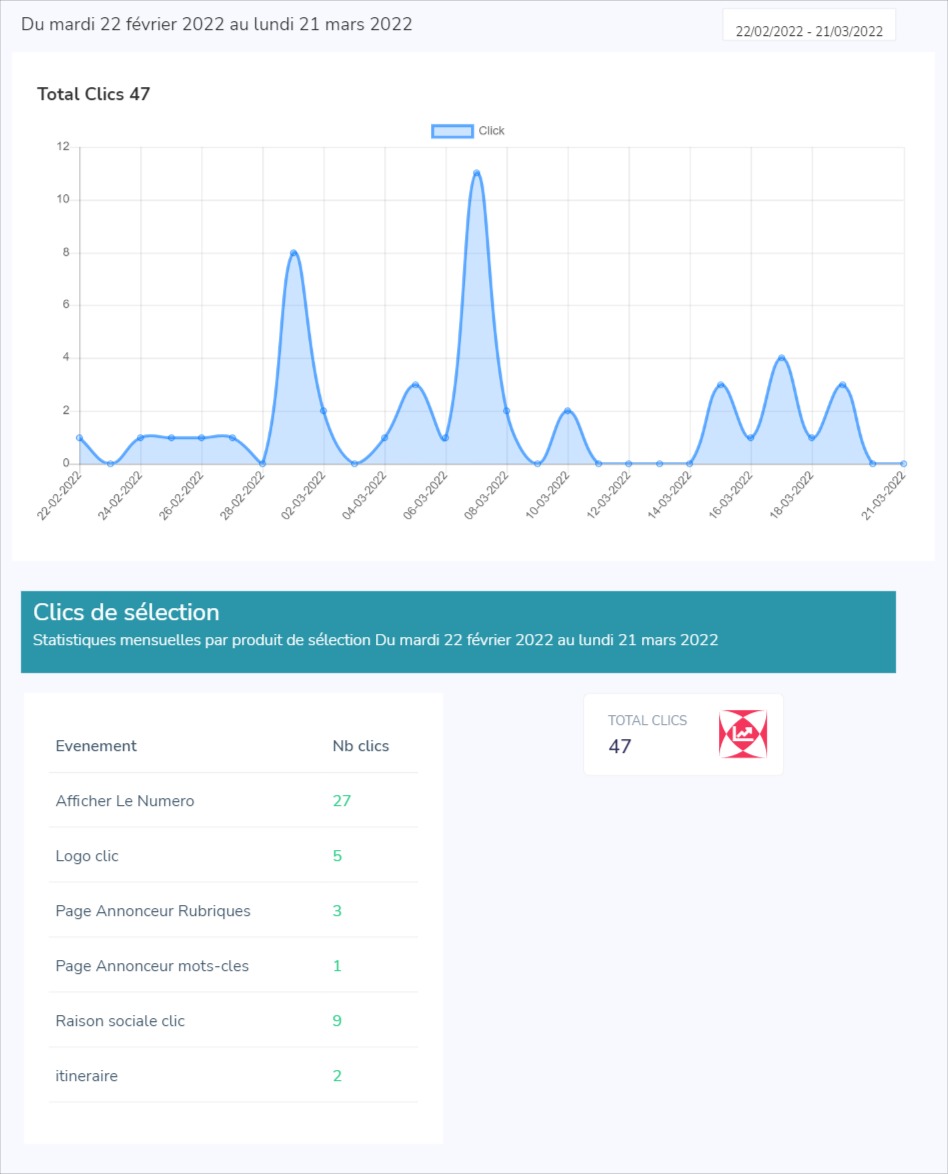 Du mardi 22 février 2022 au lundi 21 mars 2022
22/02/2022 - 21/03/2022
Total Clics 47
Click
12
10
8
6
4
2
0
22-02-2022
24-02-2022
26-02-2022
28-02-2022
02-03-2022
04-03-2022
06-03-2022
08-03-2022
10-03-2022
12-03-2022
14-03-2022
16-03-2022
18-03-2022
21-03-2022
Clics de sélection
Statistiques mensuelles par produit de sélection Du mardi 22 février 2022 au lundi 21 mars 2022
Evenement Nb clics
Afficher Le Numero 27
Logo clic 5
Page Annonceur Rubriques 3
Page Annonceur mots-cles 1
Raison sociale clic 9
itineraire 2
TOTAL CLICS
47